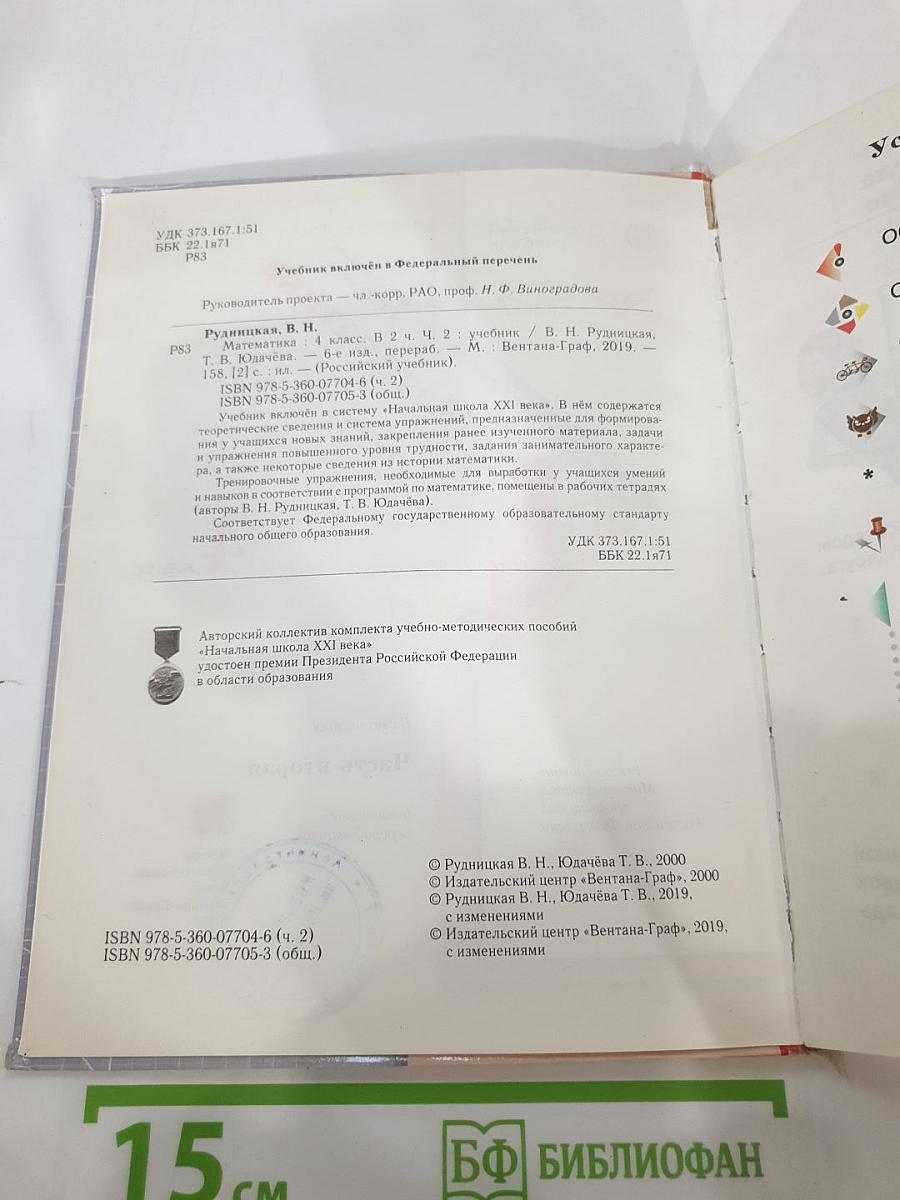 УДК 373.167.1:51
ББК 22.1я71
Р83
Учебник включён в Федеральный перечень
Руководитель проекта — чл.-корр. РАО, проф. Н. Ф. Виноградова
Рудницкая, В. Н.
Р83 Математика : 4 класс. В 2 ч. Ч. 2 : учебник / В. Н. Рудницкая,
Т. В. Юдачёва. — 6-е изд., перераб. — М. : Вентана-Граф, 2019. —
158, [2] с. : ил. — (Российский учебник).
ISBN 978-5-360-07704-6 (ч. 2)
ISBN 978-5-360-07705-3 (общ.)
Учебник включен в систему «Начальная школа XXI века». В нём содержатся
теоретические сведения и система упражнений, предназначенные для формирова-
ния у учащихся новых знаний, закрепления ранее изученного материала, задачи
и упражнения повышенного уровня трудности, задания занимательного характе-
ра, а также некоторые сведения из истории математики.
Тренировочные упражнения, необходимые для выработки у учащихся умений
и навыков в соответствии с программой по математике, помещены в рабочих тетрадях
(авторы В. Н. Рудницкая, Т. В. Юдачёва).
Соответствует Федеральному государственному образовательному стандарту
начального общего образования.
УДК 373.167.1:51
ББК 22.1я71
Авторский коллектив комплекта учебно-методических пособий
«Начальная школа XXI века»
удостоен премии Президента Российской Федерации
в области образования
© Рудницкая В. Н., Юдачёва Т. В., 2000
© Издательский центр «Вентана-Граф», 2000
© Рудницкая В. Н., Юдачёва Т. В., 2019,
с изменениями
© Издательский центр «Вентана-Граф», 2019,
с изменениями
ISBN 978-5-360-07704-6 (ч. 2)
ISBN 978-5-360-07705-3 (общ.)
15 см
БФ БИБЛИОФАН